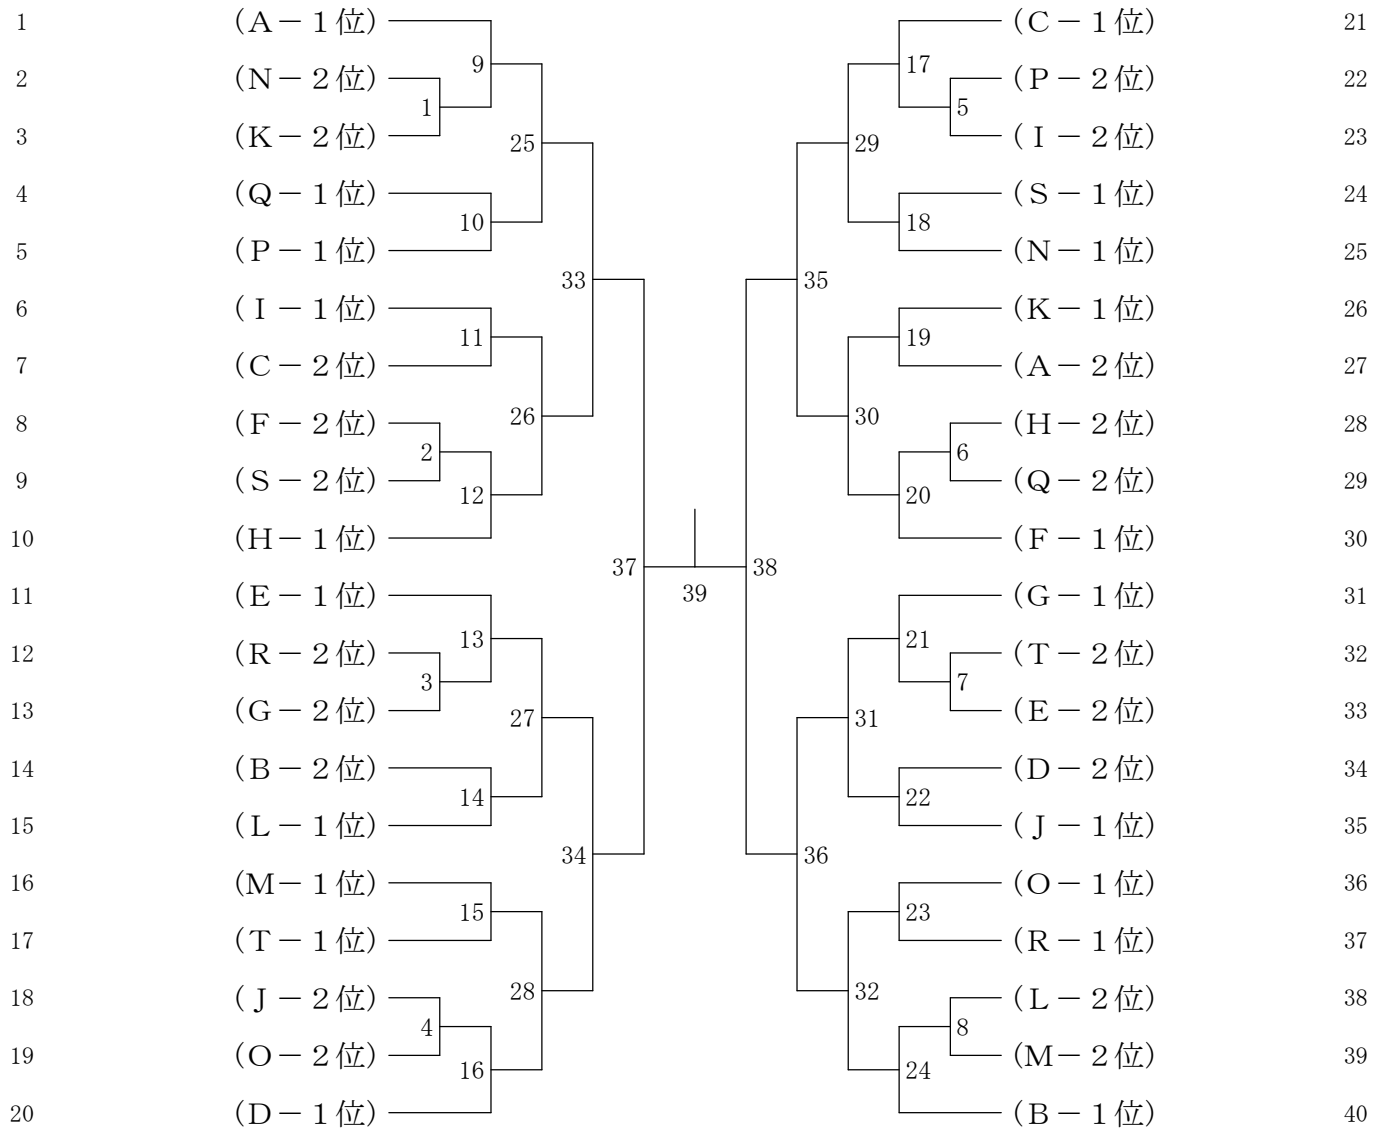 1 (A－1位) (C－1位) 21
9 17
2 (N－2位) (P－2位) 22
1 5
3 (K－2位) 25 29 (I－2位) 23
4 (Q－1位) (S－1位) 24
10 18
5 (P－1位) (N－1位) 25
33 35
6 (I－1位) (K－1位) 26
11 19
7 (C－2位) (A－2位) 27
8 (F－2位) 26 30 (H－2位) 28
2 6
9 (S－2位) (Q－2位) 29
12 20
10 (H－1位) (F－1位) 30
37 38
39
11 (E－1位) (G－1位) 31
13 21
12 (R－2位) (T－2位) 32
3 7
13 (G－2位) 27 31 (E－2位) 33
14 (B－2位) (D－2位) 34
14 22
15 (L－1位) (J－1位) 35
34 36
16 (M－1位) (O－1位) 36
15 23
17 (T－1位) (R－1位) 37
18 (J－2位) 28 32 (L－2位) 38
4 8
19 (O－2位) (M－2位) 39
16 24
20 (D－1位) (B－1位) 40